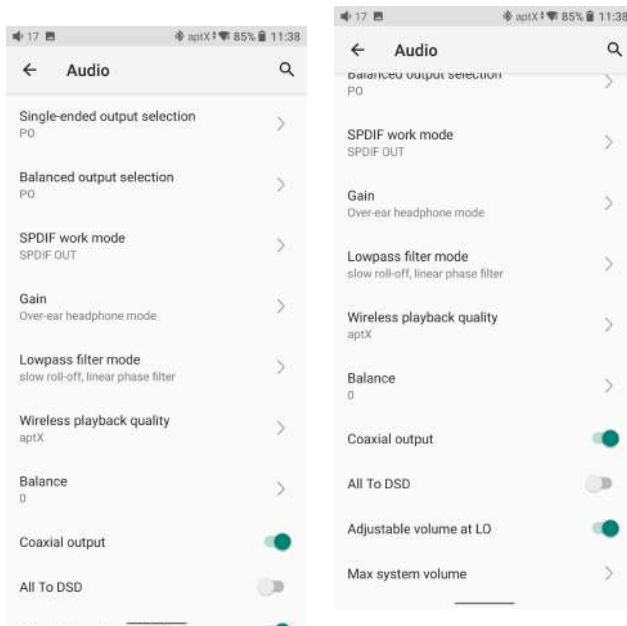 17 aptX 85% 11:38
Audio
Single-ended output selection
PO
Balanced output selection
PO
SPDIF work mode
SPDIF OUT
Gain
Over-ear headphone mode
Lowpass filter mode
slow roll-off, linear phase filter
Wireless playback quality
aptX
Balance
0
Coaxial output
All To DSD
17 aptX 85% 11:38
Audio
Balanced output selection
PO
SPDIF work mode
SPDIF OUT
Gain
Over-ear headphone mode
Lowpass filter mode
slow roll-off, linear phase filter
Wireless playback quality
aptX
Balance
0
Coaxial output
All To DSD
Adjustable volume at LO
Max system volume